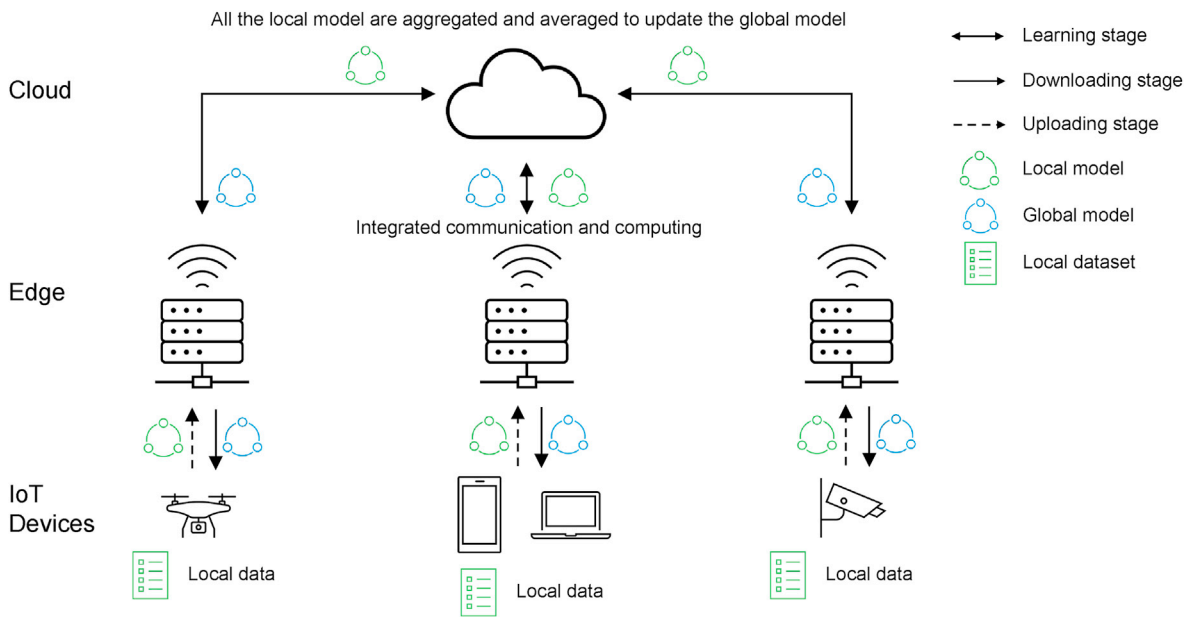 All the local model are aggregated and averaged to update the global model
Learning stage
Downloading stage
Uploading stage
Local model
Global model
Local dataset
Cloud
Integrated communication and computing
Edge
IoT
Devices
Local data
Local data
Local data